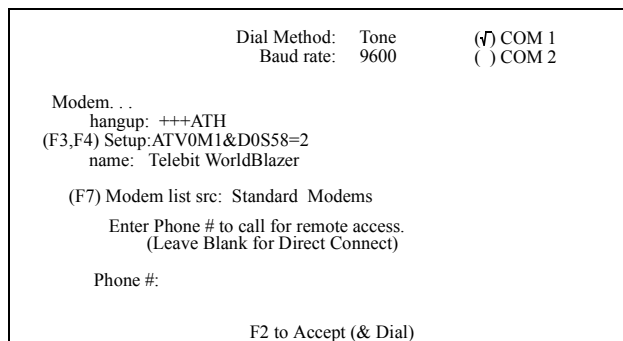 Dial Method: Tone (√) COM 1
Baud rate: 9600 ( ) COM 2
Modem. . .
hangup: +++ATH
(F3,F4) Setup:ATV0M1&D0S58=2
name: Telebit WorldBlazer
(F7) Modem list src: Standard Modems
Enter Phone # to call for remote access.
(Leave Blank for Direct Connect)
Phone #:
F2 to Accept (& Dial)